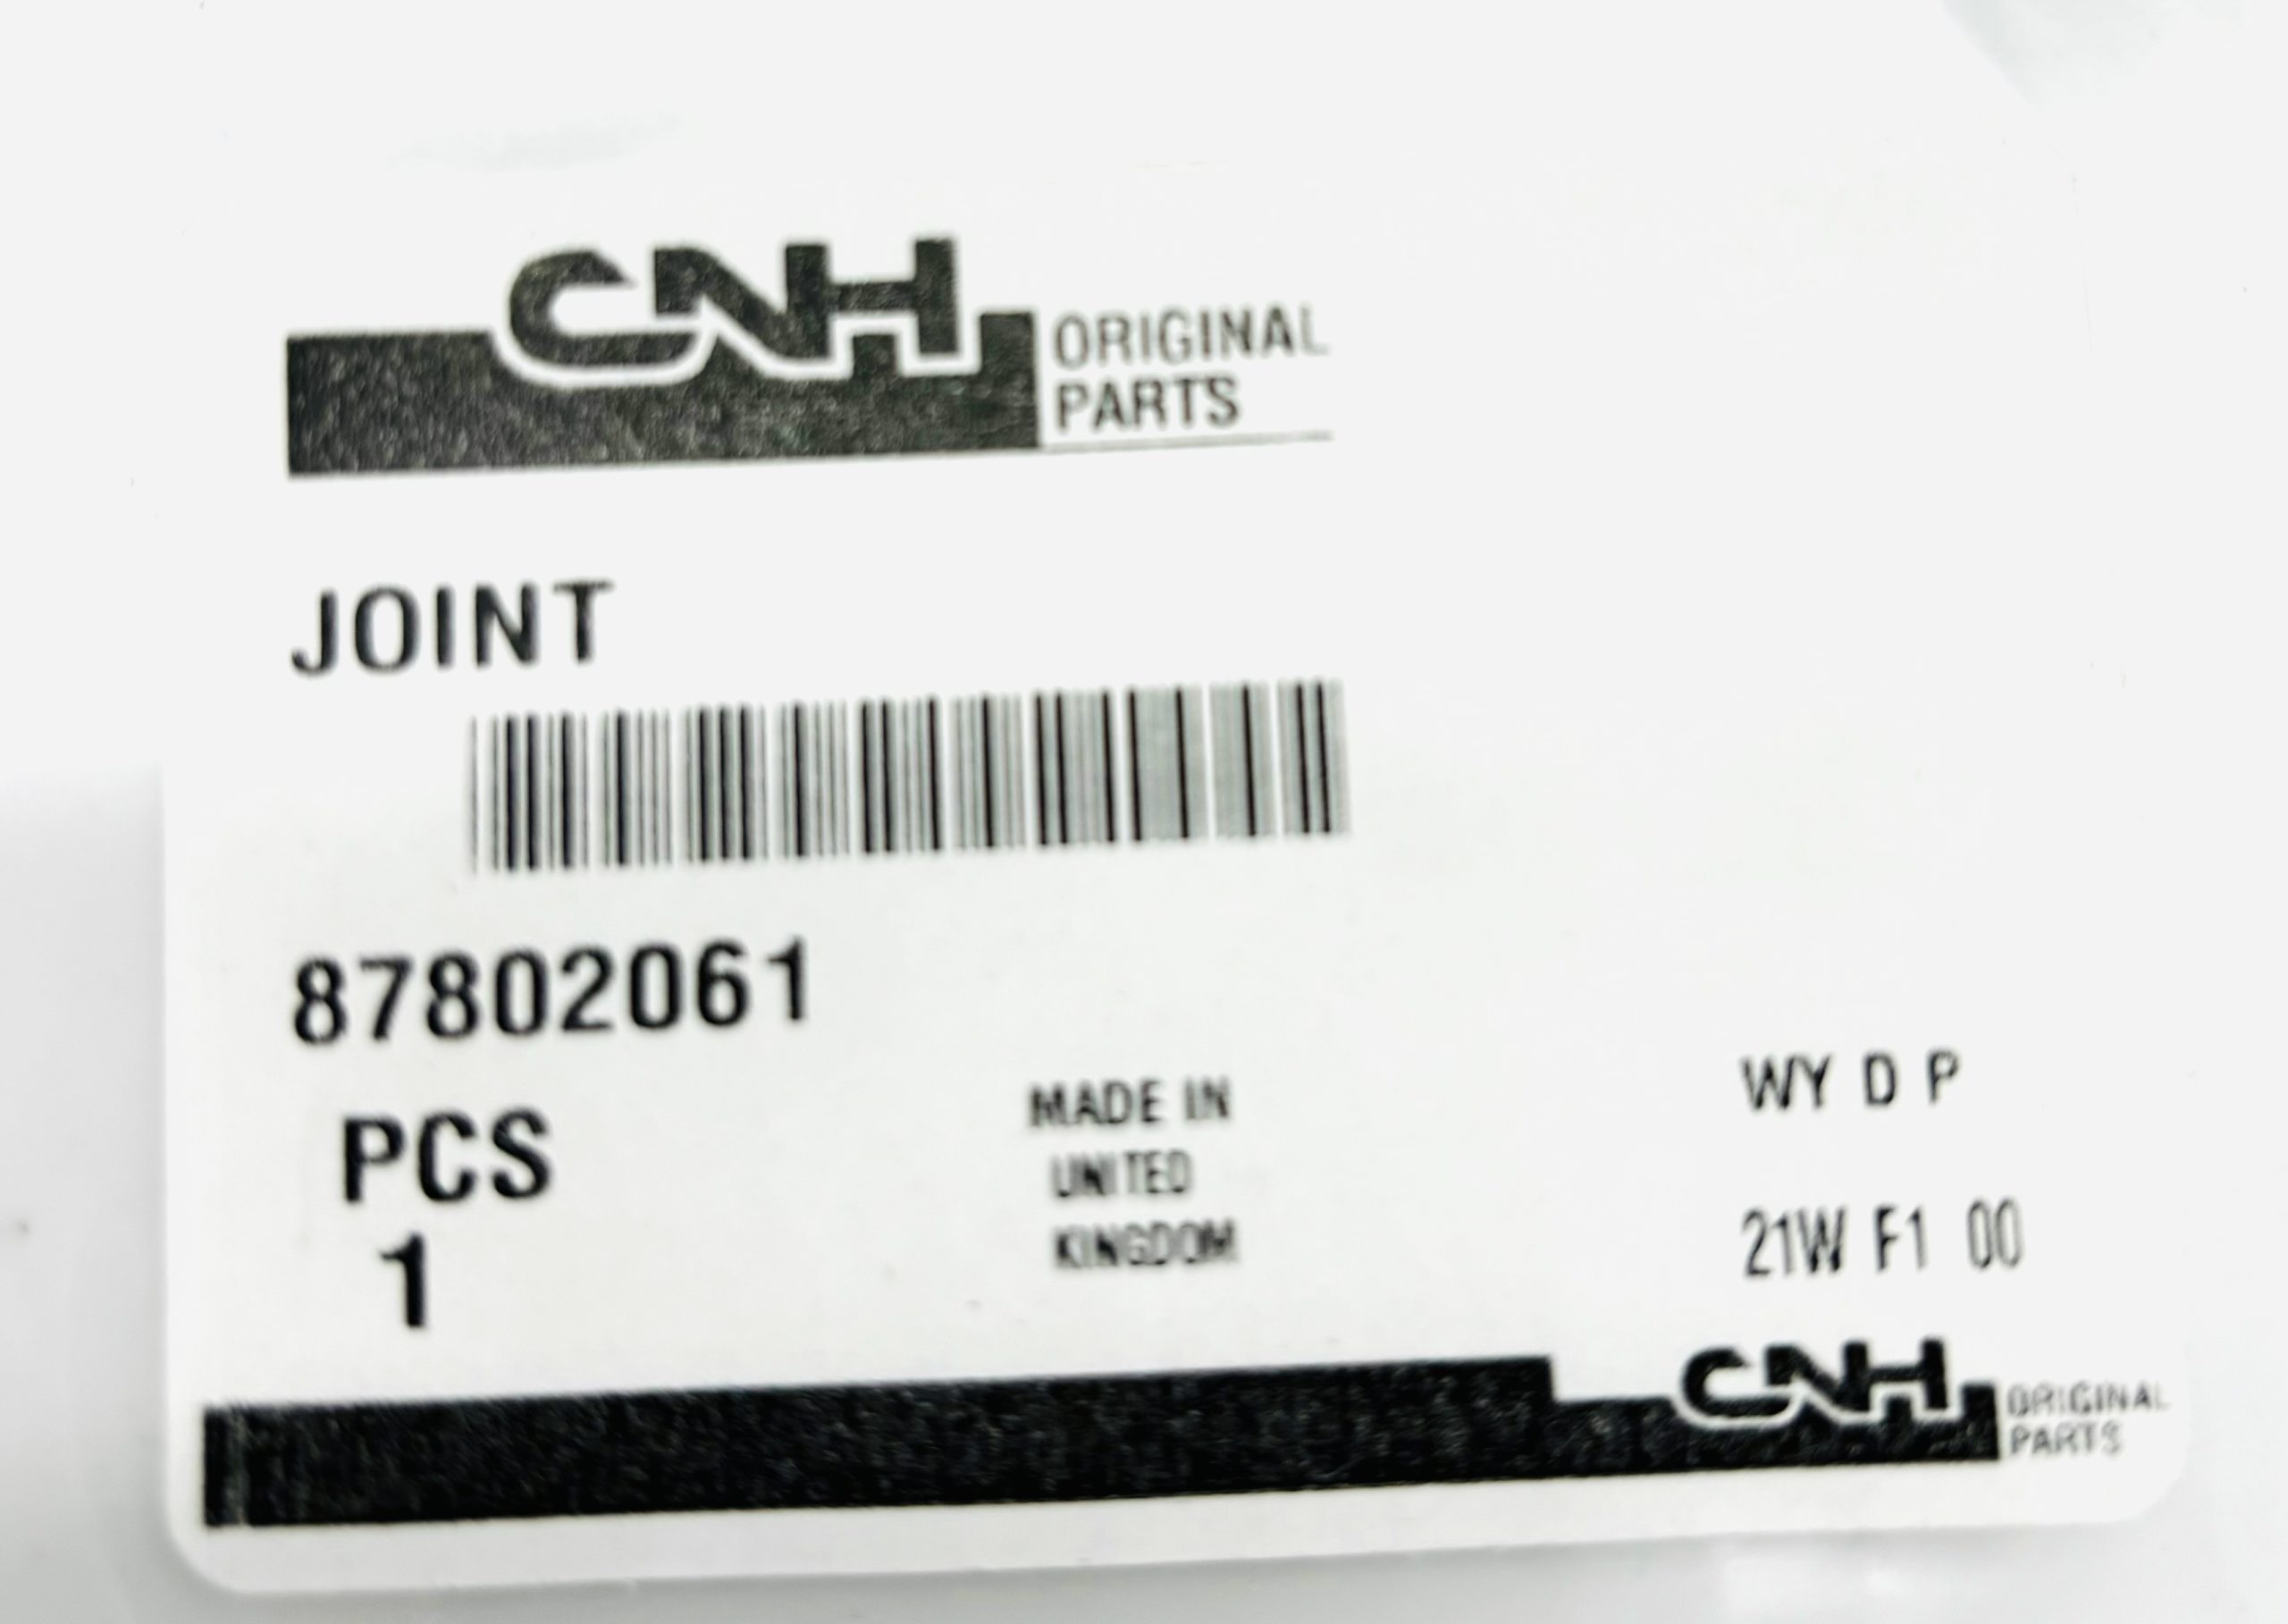 CNH ORIGINAL
PARTS
JOINT
87802061
PCS
1
MADE IN
UNITED
KINGDOM
WY D P
21W F1 00
CNH ORIGINAL
PARTS